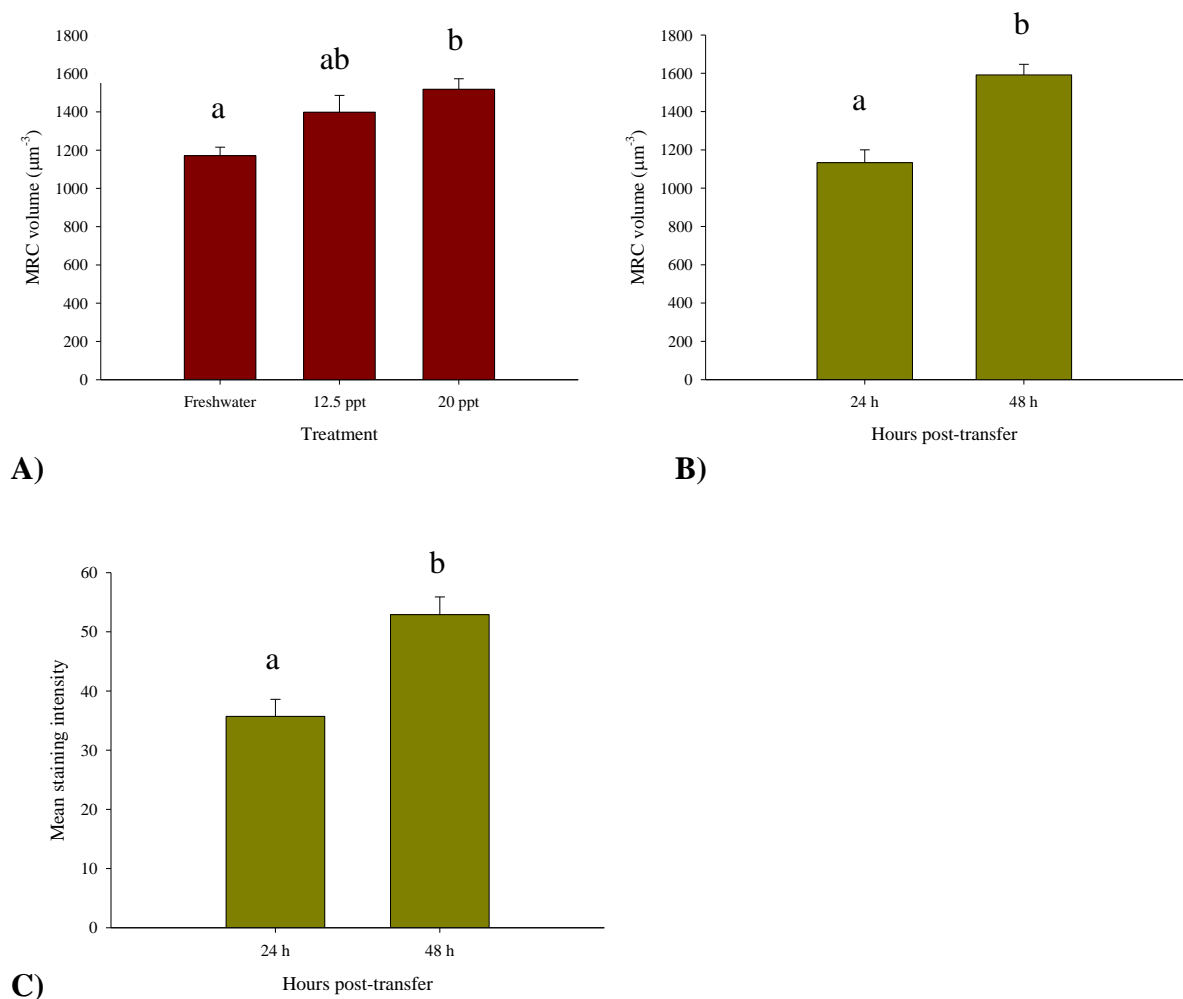 1800
1600
1400
1200
1000
800
600
400
200
0
MRC volume (µm⁻³)
a
ab
b
Freshwater
12.5 ppt
20 ppt
Treatment
A)
1800
1600
1400
1200
1000
800
600
400
200
0
MRC volume (µm⁻³)
a
b
24 h
48 h
Hours post-transfer
B)
60
50
40
30
20
10
0
Mean staining intensity
a
b
24 h
48 h
Hours post-transfer
C)